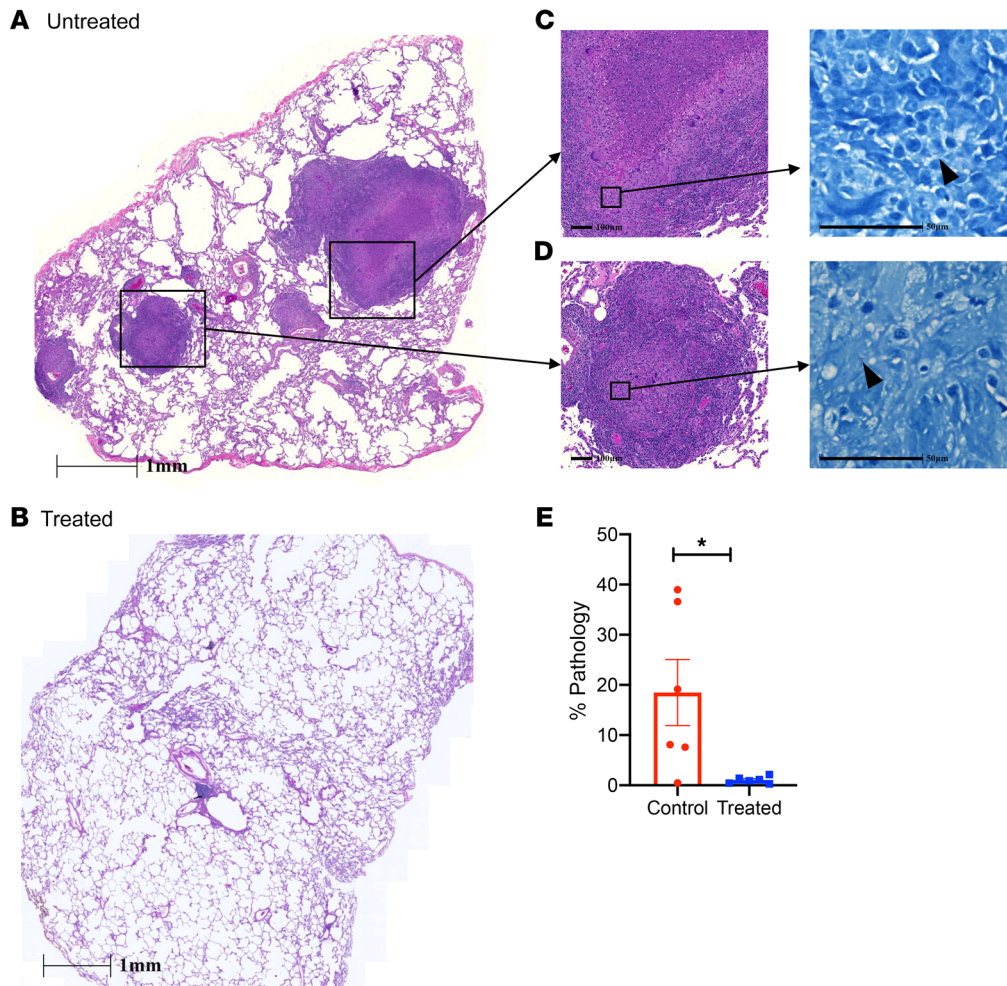 A Untreated
1mm
C
100µm
50µm
D
100µm
50µm
B Treated
1mm
E
*
% Pathology
50
40
30
20
10
0
Control Treated